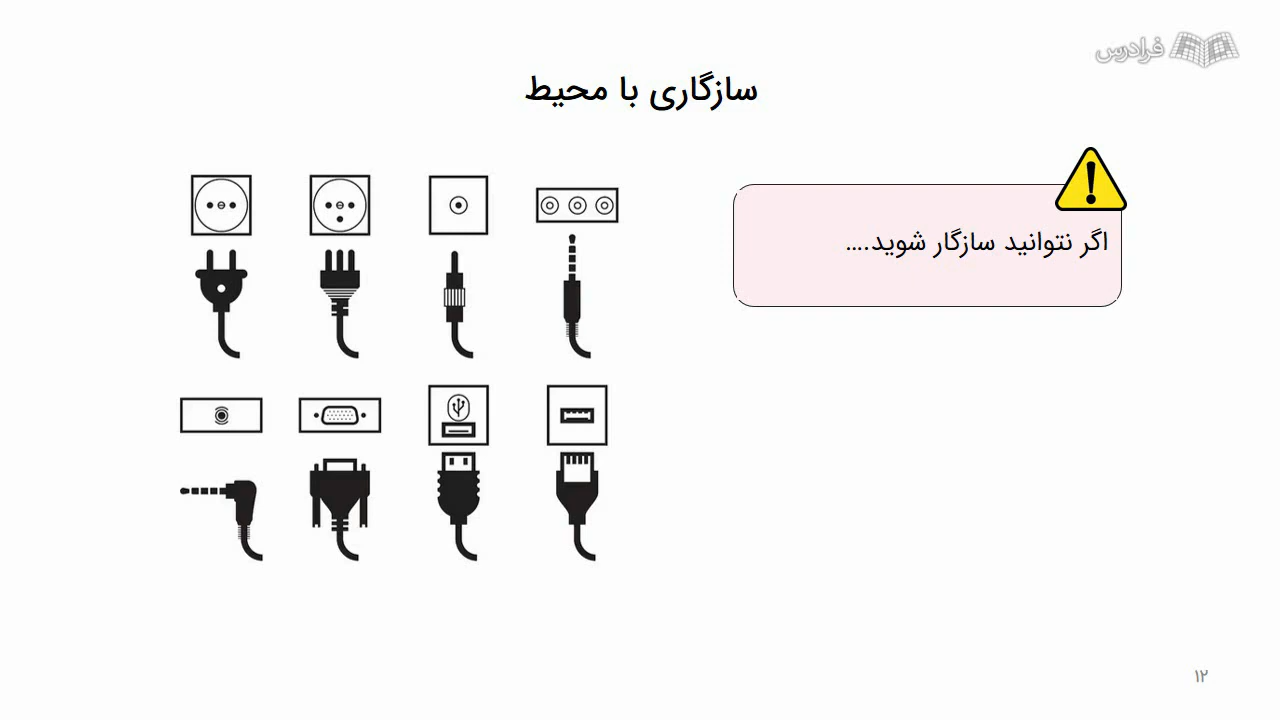 فرادرس
سازگاری با محیط
اگر نتوانید سازگار شوید....
۱۲